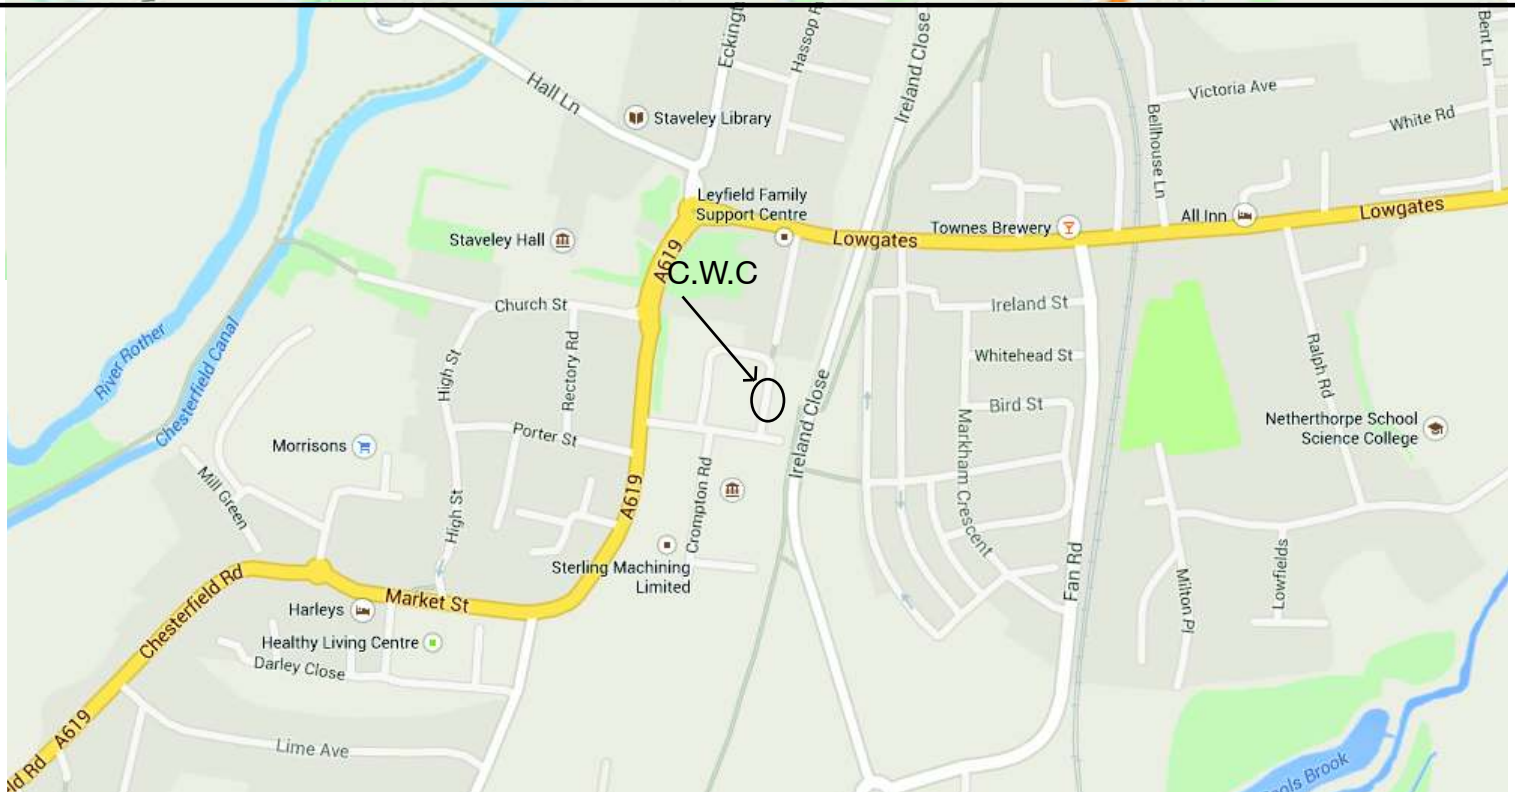 Eckingt
Hassop R
Ireland Close
Bent Ln
Hall Ln
Victoria Ave
Staveley Library
Bellhouse Ln
White Rd
Leyfield Family
Support Centre
All Inn
Lowgates
Townes Brewery
Lowgates
Staveley Hall
A619
C.W.C
Church St
Ireland St
River Rother
Chesterfield Canal
High St
Rectory Rd
Whitehead St
Ralph Rd
Ireland Close
Bird St
Markham Crescent
Netherthorpe School
Science College
Porter St
Morrisons
Mill Green
High St
A619
Crompton Rd
Sterling Machining
Limited
Fan Rd
Milton Pl
Lowfields
Chesterfield Rd
Market St
Harleys
Healthy Living Centre
Darley Close
A619
Lime Ave
ld Rd
ols Brook